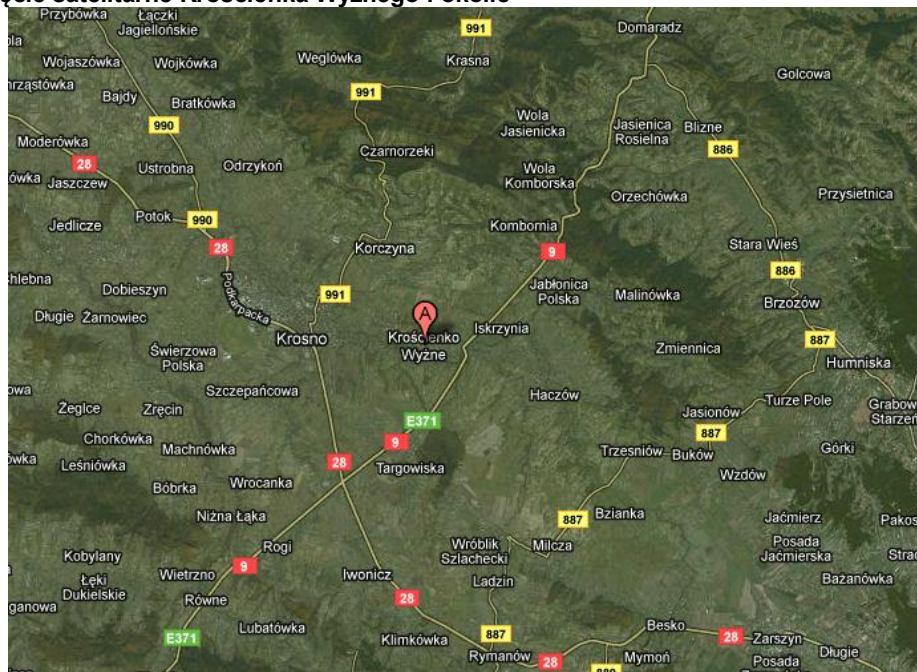 Krościenka Wyżnego i okolic
Przybówka
Łączki
Jagiellońskie
991
Domaradz
Wojaszówka
Wojkówka
Węglówka
Krasna
Golcowa
Bajdy
Bratkówka
991
Wola
Jasienicka
Jasienica
Rosielna
Blizne
990
Moderówka
Czarnorzeki
886
28
Ustrobna
Odrzykoń
Wola
Komborska
Jaszczew
Orzechówka
Przysietnica
Jedlicze
Potok
990
Kombornia
28
Korczyna
9
Stara Wieś
886
Podkarpacka
Jabłonica
Polska
Malinówka
Dobieszyn
991
Brzozów
A
Długie
Żarnowiec
Krosno
Krościenko
Wyżne
Iskrzynia
887
Świerzowa
Polska
Zmiennica
Humniska
Szczepańcowa
Haczów
Turze Pole
Żeglce
Zręcin
E371
Jasionów
Chorkówka
Machnówka
9
887
Leśniówka
28
Targowiska
Trzesniów
Buków
Górki
Bóbrka
Wrocanka
Wzdów
Niżna Łąka
887
Bzianka
Jaćmierz
Rogi
Wróblik
Szlachecki
Milcza
Posada
Jaćmierska
Kobylany
9
Iwonicz
Ladzin
Bażanówka
Łęki
Dukielskie
Wietrzno
Równe
28
Lubatówka
887
Besko
E371
Klimkówka
28
Zarszyn
Rymanów
28
Mymoń
Posada
Długie